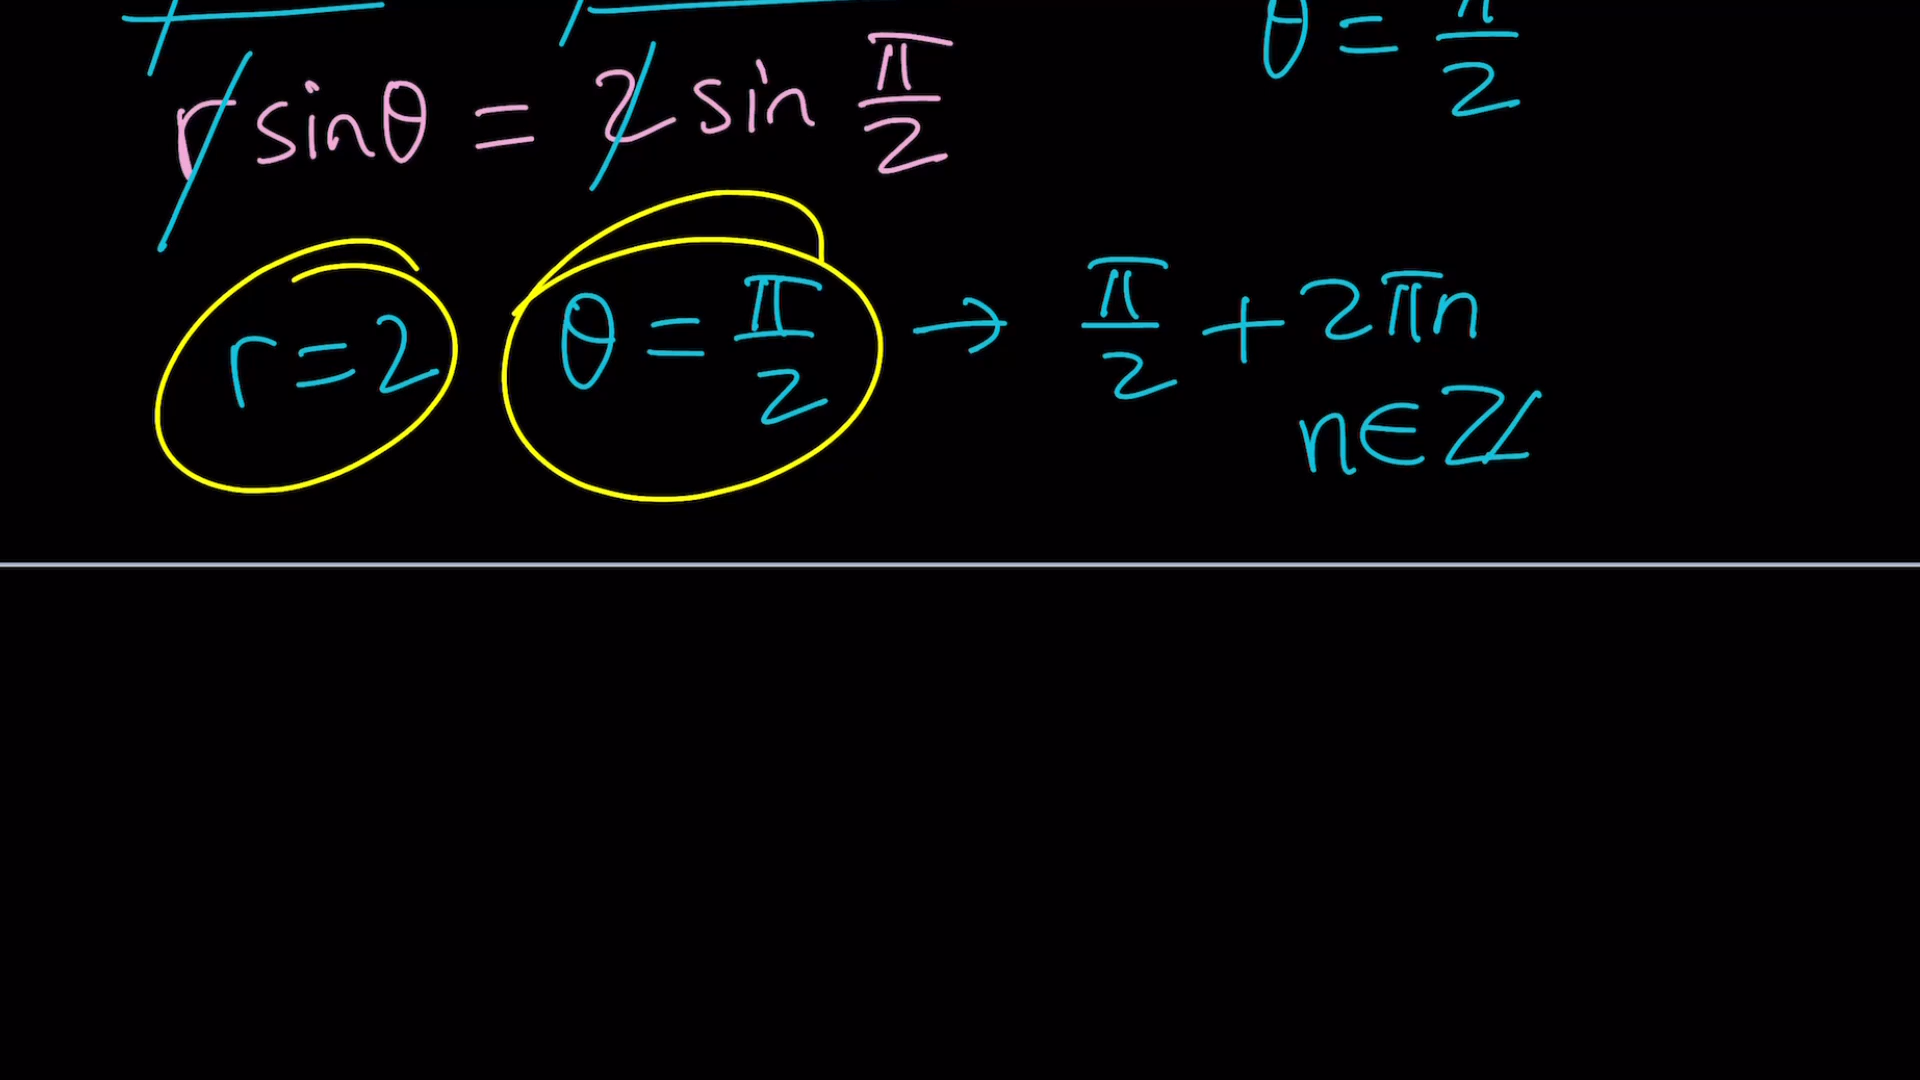 θ = π/2
r sinθ = 2 sin π/2
r = 2 θ = π/2 → π/2 + 2πn
n ∈ ℤ